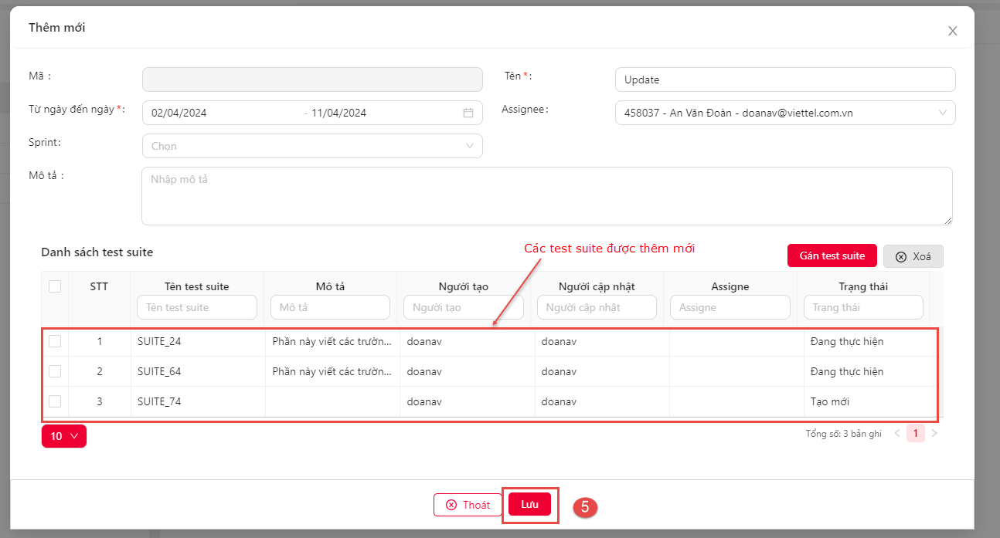 Thêm mới
Mã :
Tên * :
Update
Từ ngày đến ngày * :
02/04/2024 - 11/04/2024
Assignee :
458037 - An Văn Đoàn - doanav@viettel.com.vn
Sprint :
Chọn
Mô tả :
Nhập mô tả
Các test suite được thêm mới
Danh sách test suite
Gán test suite
Xoá
STT Tên test suite Mô tả Người tạo Người cập nhật Assigne Trạng thái
Tên test suite Mô tả Người tạo Người cập nhật Assigne Trạng thái
1 SUITE_24 Phần này viết các trườn... doanav doanav Đang thực hiện
2 SUITE_64 Phần này viết các trườn... doanav doanav Đang thực hiện
3 SUITE_74 doanav doanav Tạo mới
10
Tổng số: 3 bản ghi < 1 >
Thoát
Lưu
5